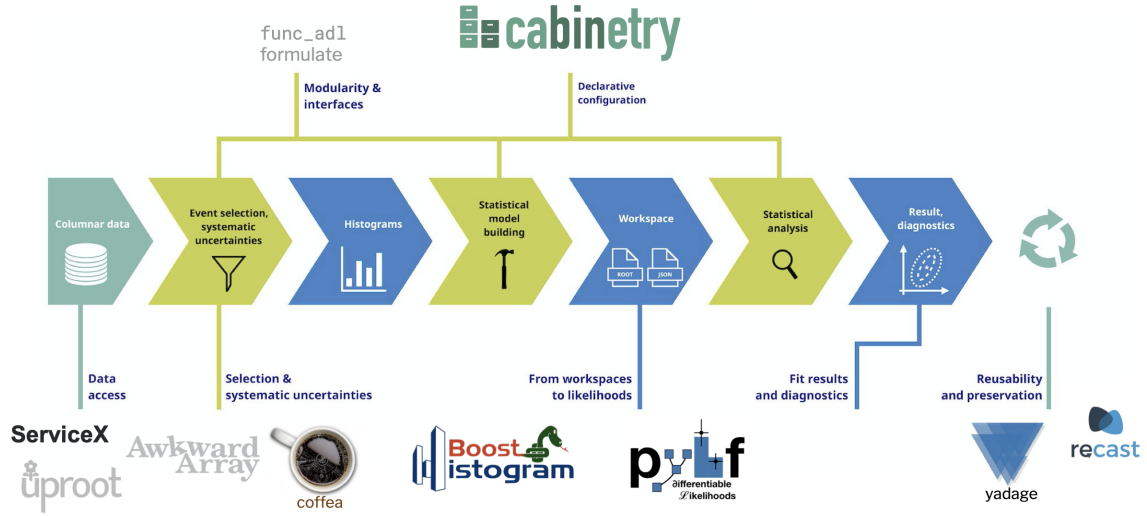 func_adl
formulate
cabinetry
Modularity &
interfaces
Declarative
configuration
Columnar data
Event selection,
systematic
uncertainties
Histograms
Statistical
model
building
Workspace
ROOT
JSON
Statistical
analysis
Result,
diagnostics
Data
access
Selection &
systematic uncertainties
From workspaces
to likelihoods
Fit results
and diagnostics
Reusability
and preservation
ServiceX
uproot
Awkward
Array
coffea
Boost
Histogram
pyhf
∂ifferentiable
ℒikelihoods
yadage
recast